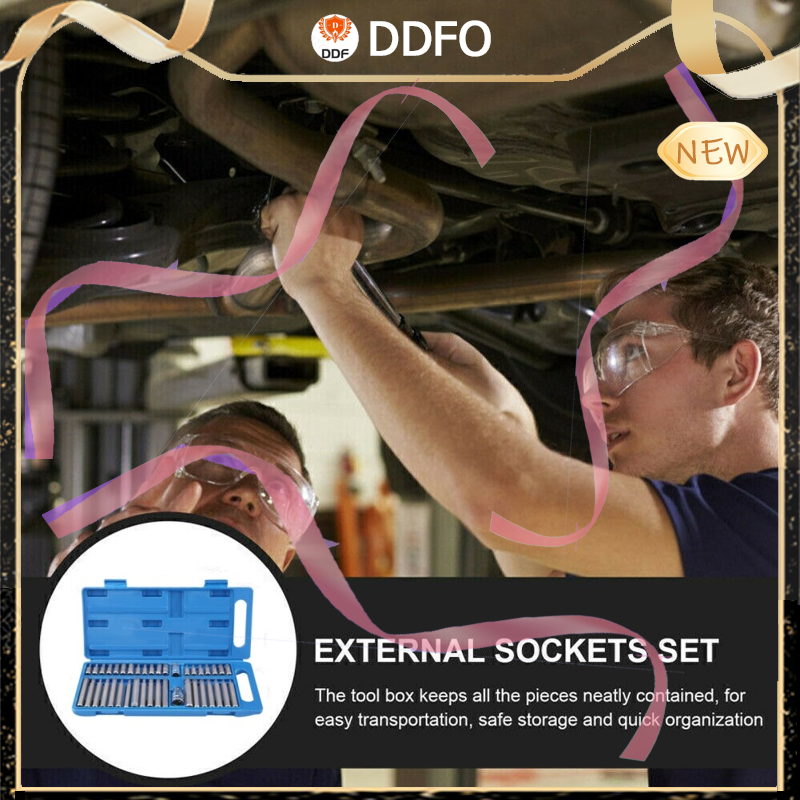 DDF
DDFO
NEW
EXTERNAL SOCKETS SET
The tool box keeps all the pieces neatly contained, for
easy transportation, safe storage and quick organization